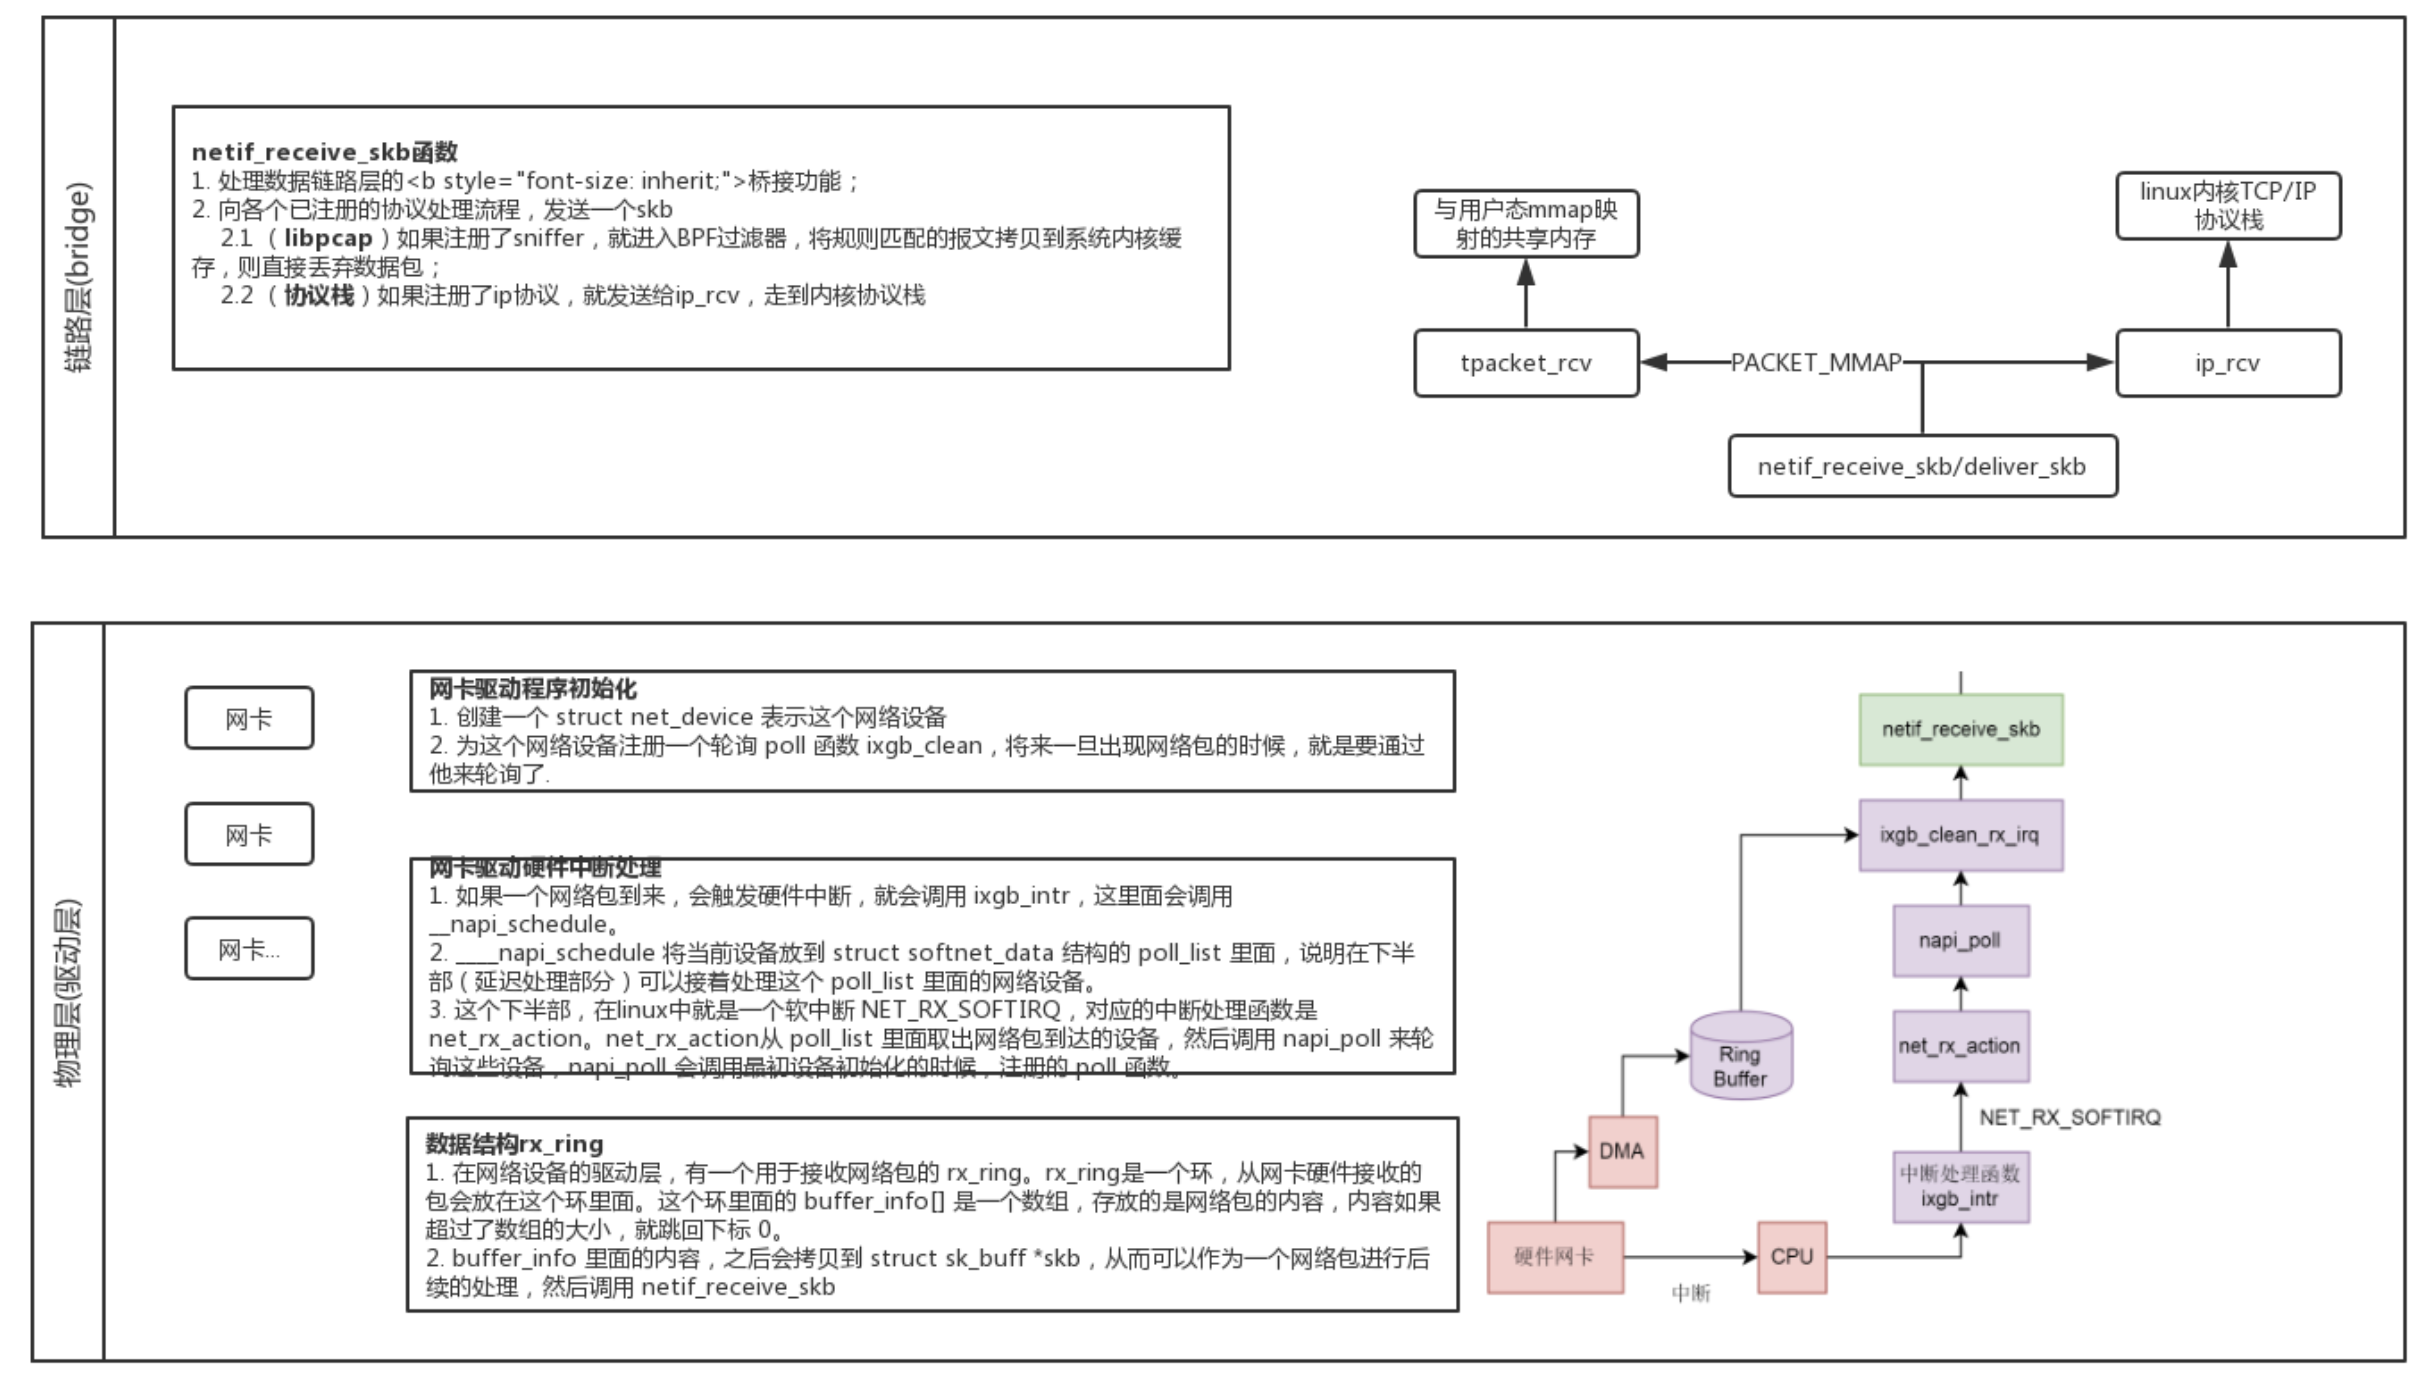 链路层(bridge)
netif_receive_skb函数
1. 处理数据链路层的<b style="font-size: inherit;">桥接功能；
2. 向各个已注册的协议处理流程，发送一个skb
2.1（libpcap）如果注册了sniffer，就进入BPF过滤器，将规则匹配的报文拷贝到系统内核缓
存，则直接丢弃数据包；
2.2（协议栈）如果注册了ip协议，就发送给ip_rcv，走到内核协议栈
与用户态mmap映
射的共享内存
linux内核TCP/IP
协议栈
tpacket_rcv
PACKET_MMAP
ip_rcv
netif_receive_skb/deliver_skb
物理层(驱动层)
网卡
网卡
网卡...
网卡驱动程序初始化
1. 创建一个 struct net_device 表示这个网络设备
2. 为这个网络设备注册一个轮询 poll 函数 ixgb_clean，将来一旦出现网络包的时候，就是要通过
他来轮询了.
网卡驱动硬件中断处理
1. 如果一个网络包到来，会触发硬件中断，就会调用 ixgb_intr，这里面会调用
__napi_schedule。
2. ____napi_schedule 将当前设备放到 struct softnet_data 结构的 poll_list 里面，说明在下半
部（延迟处理部分）可以接着处理这个 poll_list 里面的网络设备。
3. 这个下半部，在linux中就是一个软中断 NET_RX_SOFTIRQ，对应的中断处理函数是
net_rx_action。net_rx_action从 poll_list 里面取出网络包到达的设备，然后调用 napi_poll 来轮
询这些设备，napi_poll 会调用最初设备初始化的时候，注册的 poll 函数。
数据结构rx_ring
1. 在网络设备的驱动层，有一个用于接收网络包的 rx_ring。rx_ring是一个环，从网卡硬件接收的
包会放在这个环里面。这个环里面的 buffer_info[] 是一个数组，存放的是网络包的内容，内容如果
超过了数组的大小，就跳回下标 0。
2. buffer_info 里面的内容，之后会拷贝到 struct sk_buff *skb，从而可以作为一个网络包进行后
续的处理，然后调用 netif_receive_skb
netif_receive_skb
ixgb_clean_rx_irq
napi_poll
net_rx_action
Ring
Buffer
NET_RX_SOFTIRQ
DMA
中断处理函数
ixgb_intr
硬件网卡
CPU
中断